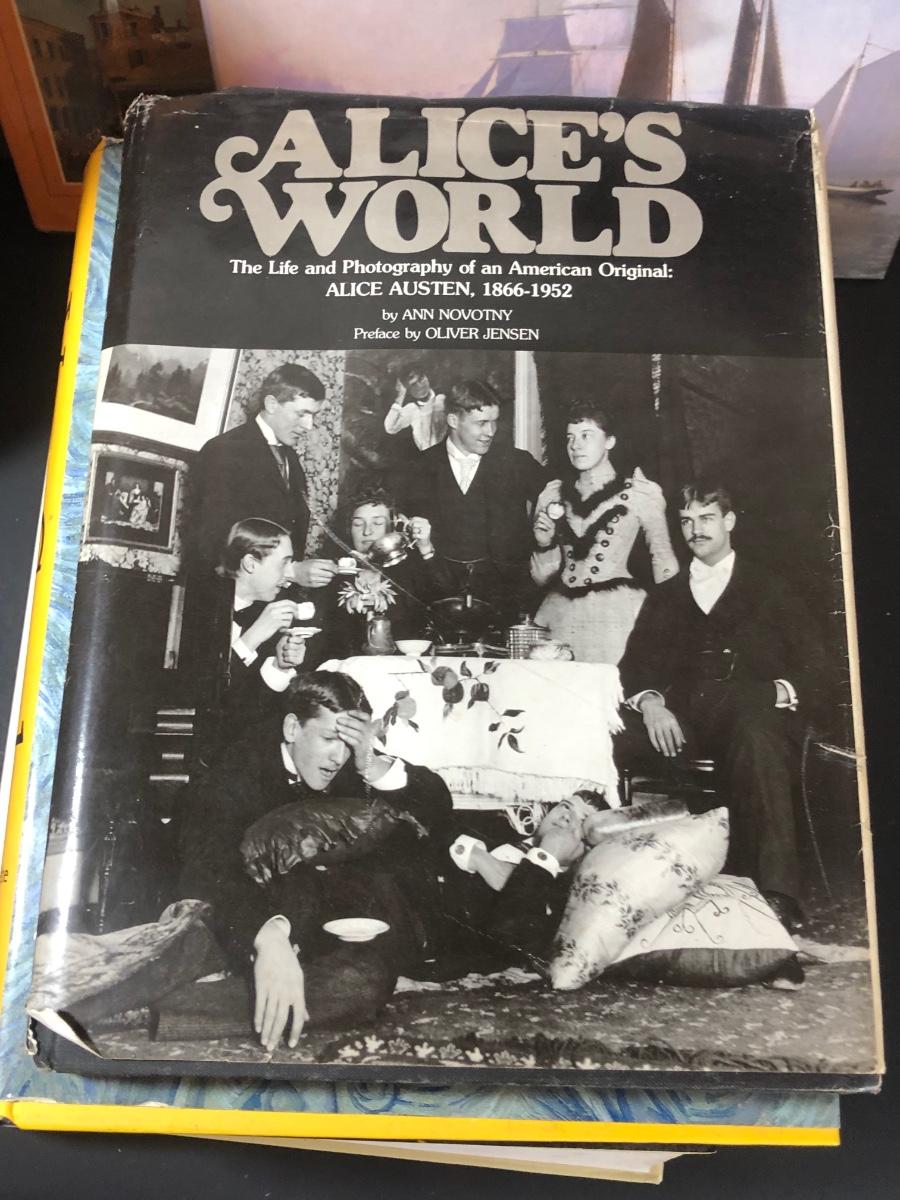 ALICE'S
WORLD
The Life and Photography of an American Original:
ALICE AUSTEN, 1866-1952
by ANN NOVOTNY
Preface by OLIVER JENSEN